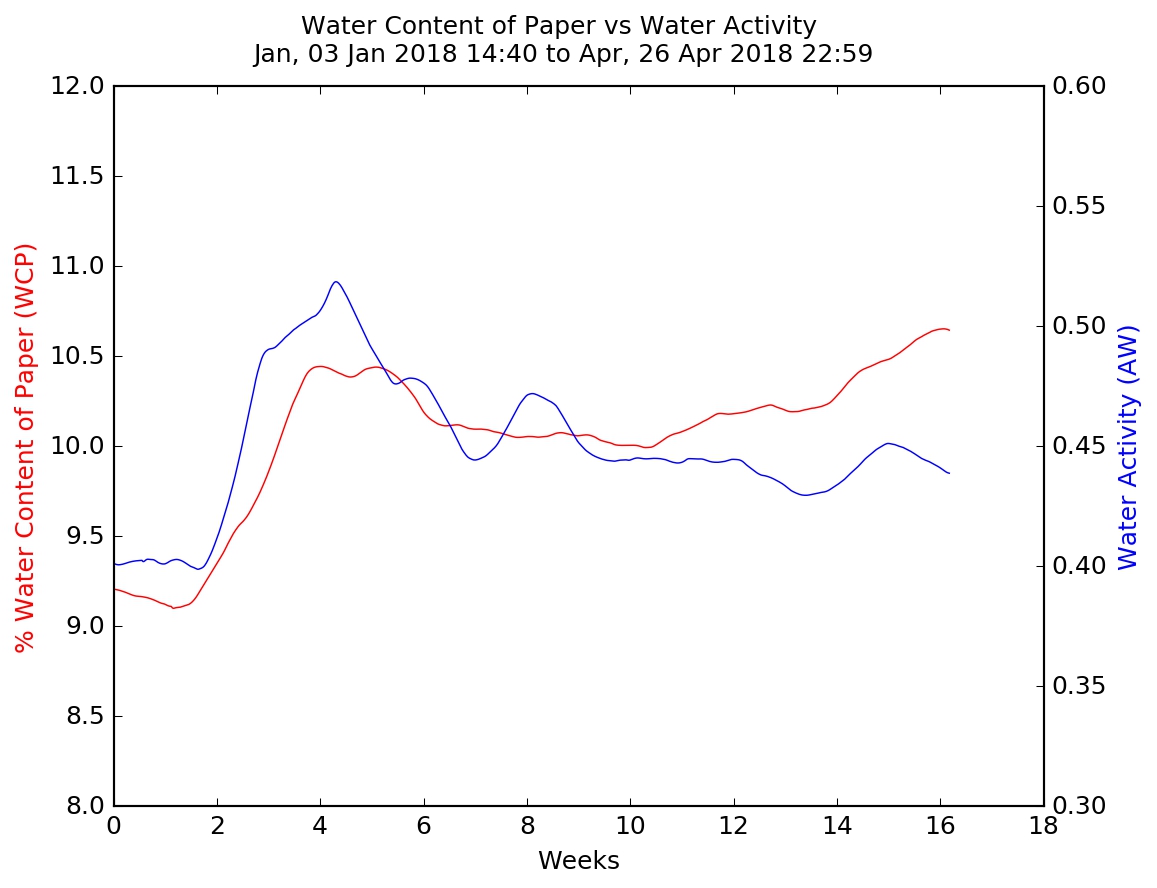 Water Content of Paper vs Water Activity
Jan, 03 Jan 2018 14:40 to Apr, 26 Apr 2018 22:59
12.0
11.5
11.0
10.5
10.0
9.5
9.0
8.5
8.0
% Water Content of Paper (WCP)
0.60
0.55
0.50
0.45
0.40
0.35
0.30
Water Activity (AW)
0 2 4 6 8 10 12 14 16 18
Weeks